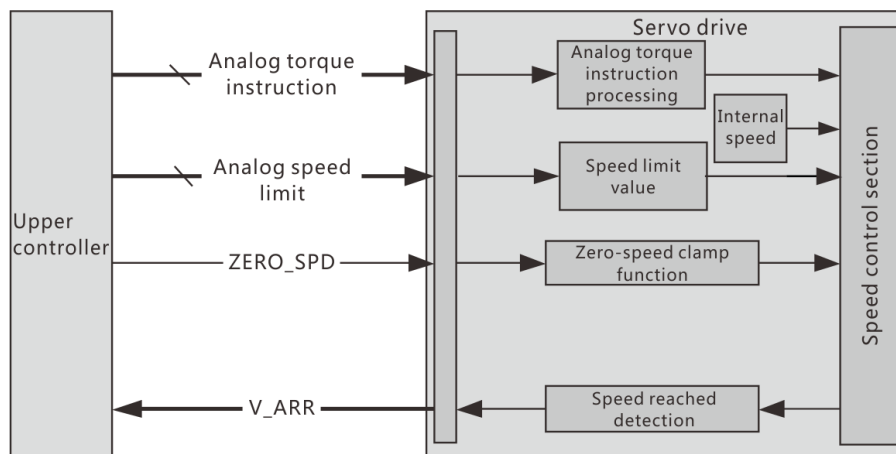 Servo drive
Analog torque
instruction
Analog torque
instruction
processing
Internal
speed
Analog speed
limit
Speed limit
value
Upper
controller
ZERO_SPD
Zero-speed clamp
function
Speed control section
V_ARR
Speed reached
detection